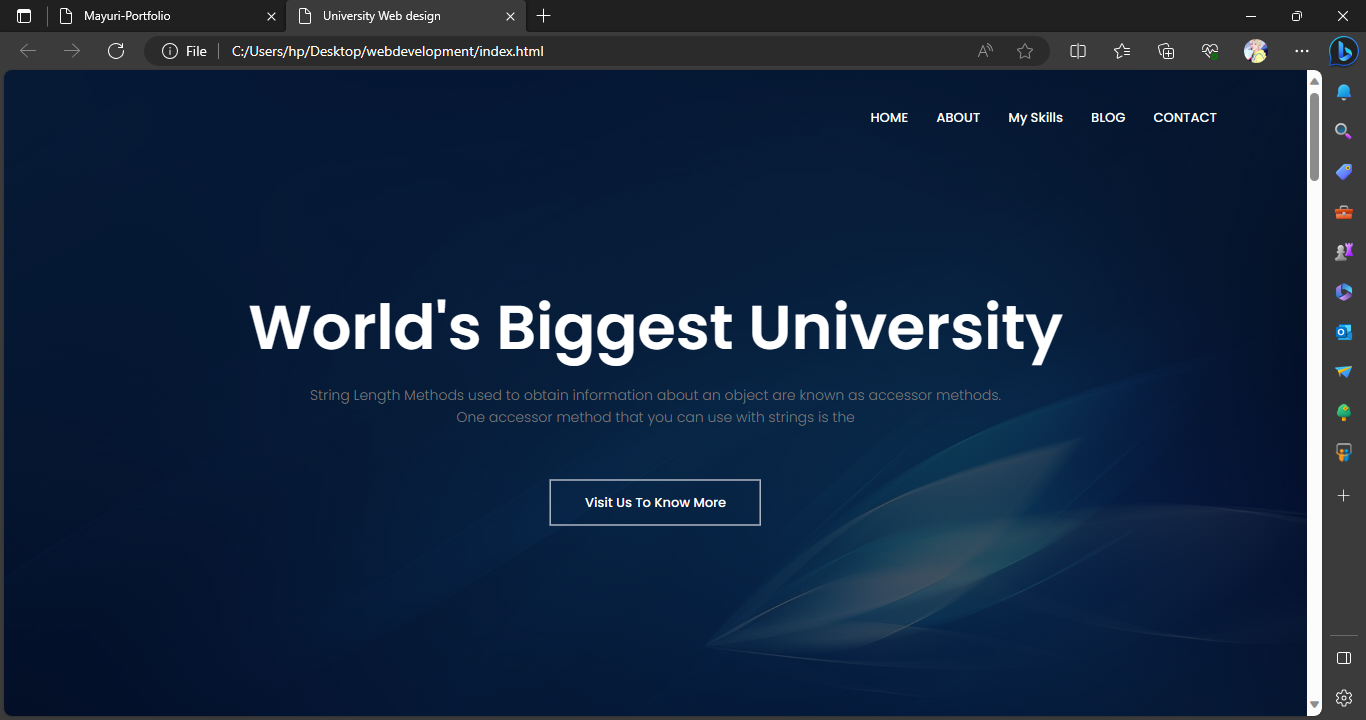 Mayuri-Portfolio
University Web design
File
C:/Users/hp/Desktop/webdevelopment/index.html
HOME ABOUT My Skills BLOG CONTACT
World's Biggest University
String Length Methods used to obtain information about an object are known as accessor methods.
One accessor method that you can use with strings is the
Visit Us To Know More